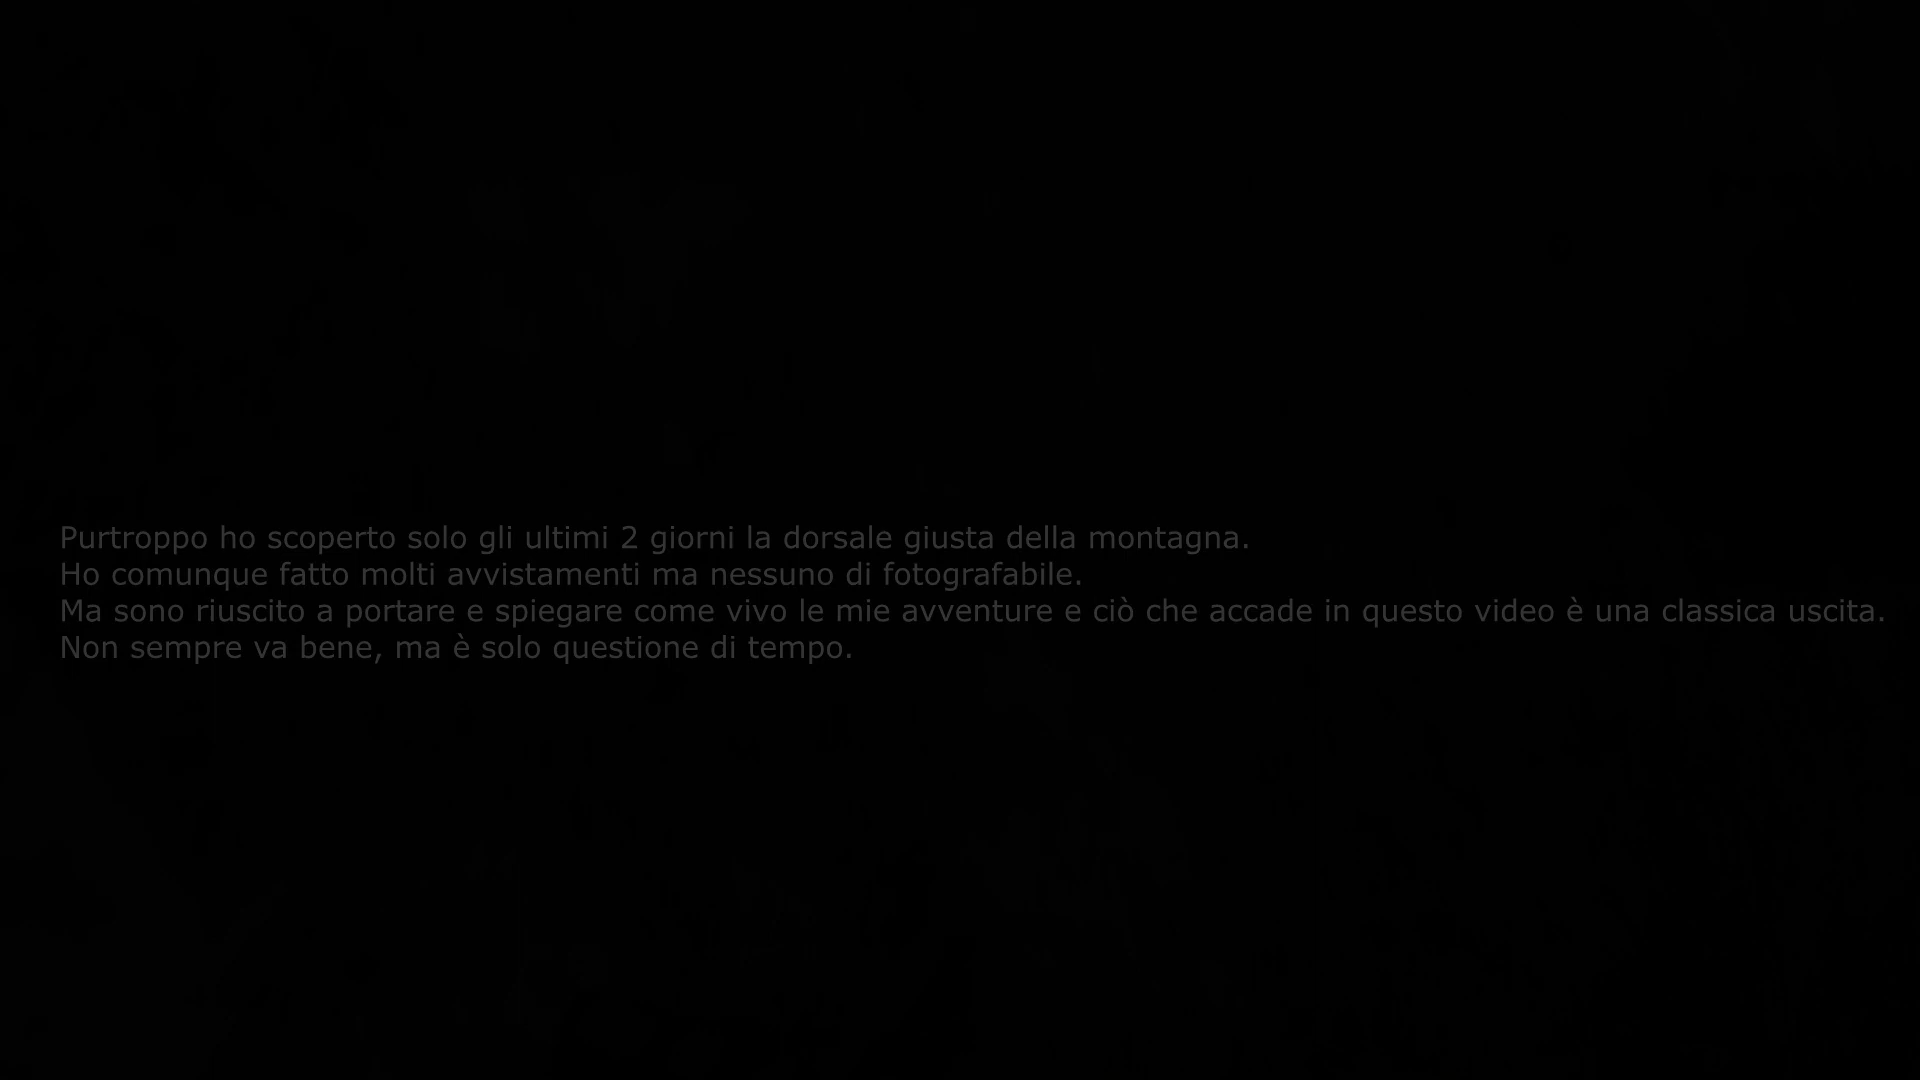 Purtroppo ho scoperto solo gli ultimi 2 giorni la dorsale giusta della montagna.
Ho comunque fatto molti avvistamenti ma nessuno di fotografabile.
Ma sono riuscito a portare e spiegare come vivo le mie avventure e ciò che accade in questo video è una classica uscita.
Non sempre va bene, ma è solo questione di tempo.